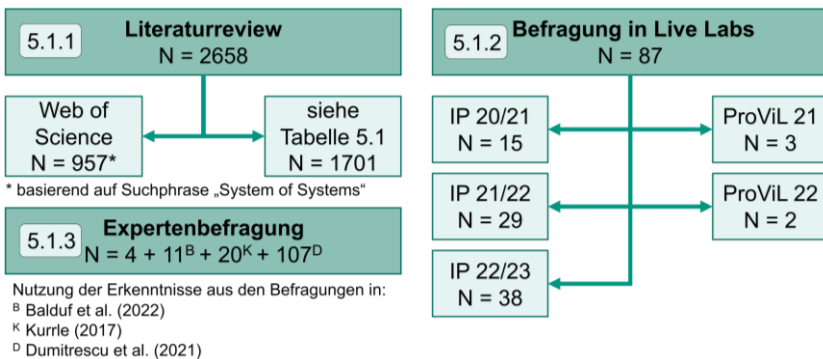 5.1.1
Literaturreview
N = 2658
Web of
Science
N = 957*
siehe
Tabelle 5.1
N = 1701
* basierend auf Suchphrase „System of Systems“
5.1.3
Expertenbefragung
N = 4 + 11ᴮ + 20ᴷ + 107ᴰ
Nutzung der Erkenntnisse aus den Befragungen in:
ᴮ Balduf et al. (2022)
ᴷ Kurrle (2017)
ᴰ Dumitrescu et al. (2021)
5.1.2
Befragung in Live Labs
N = 87
IP 20/21
N = 15
ProViL 21
N = 3
IP 21/22
N = 29
ProViL 22
N = 2
IP 22/23
N = 38